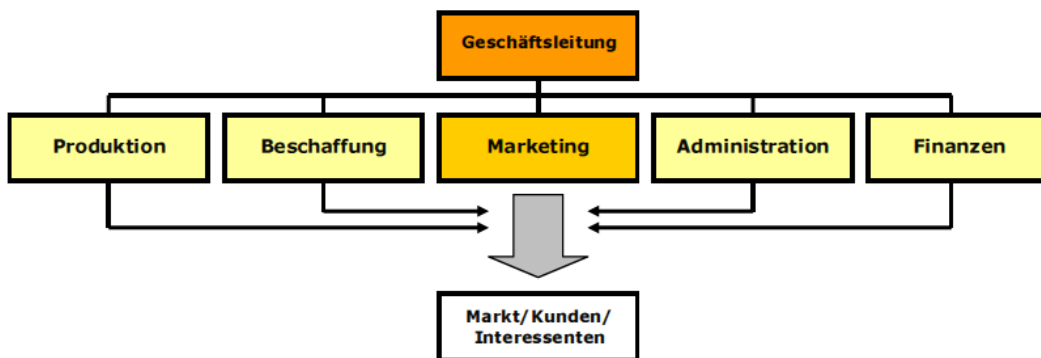 Geschäftsleitung
Produktion
Beschaffung
Marketing
Administration
Finanzen
Markt/Kunden/
Interessenten